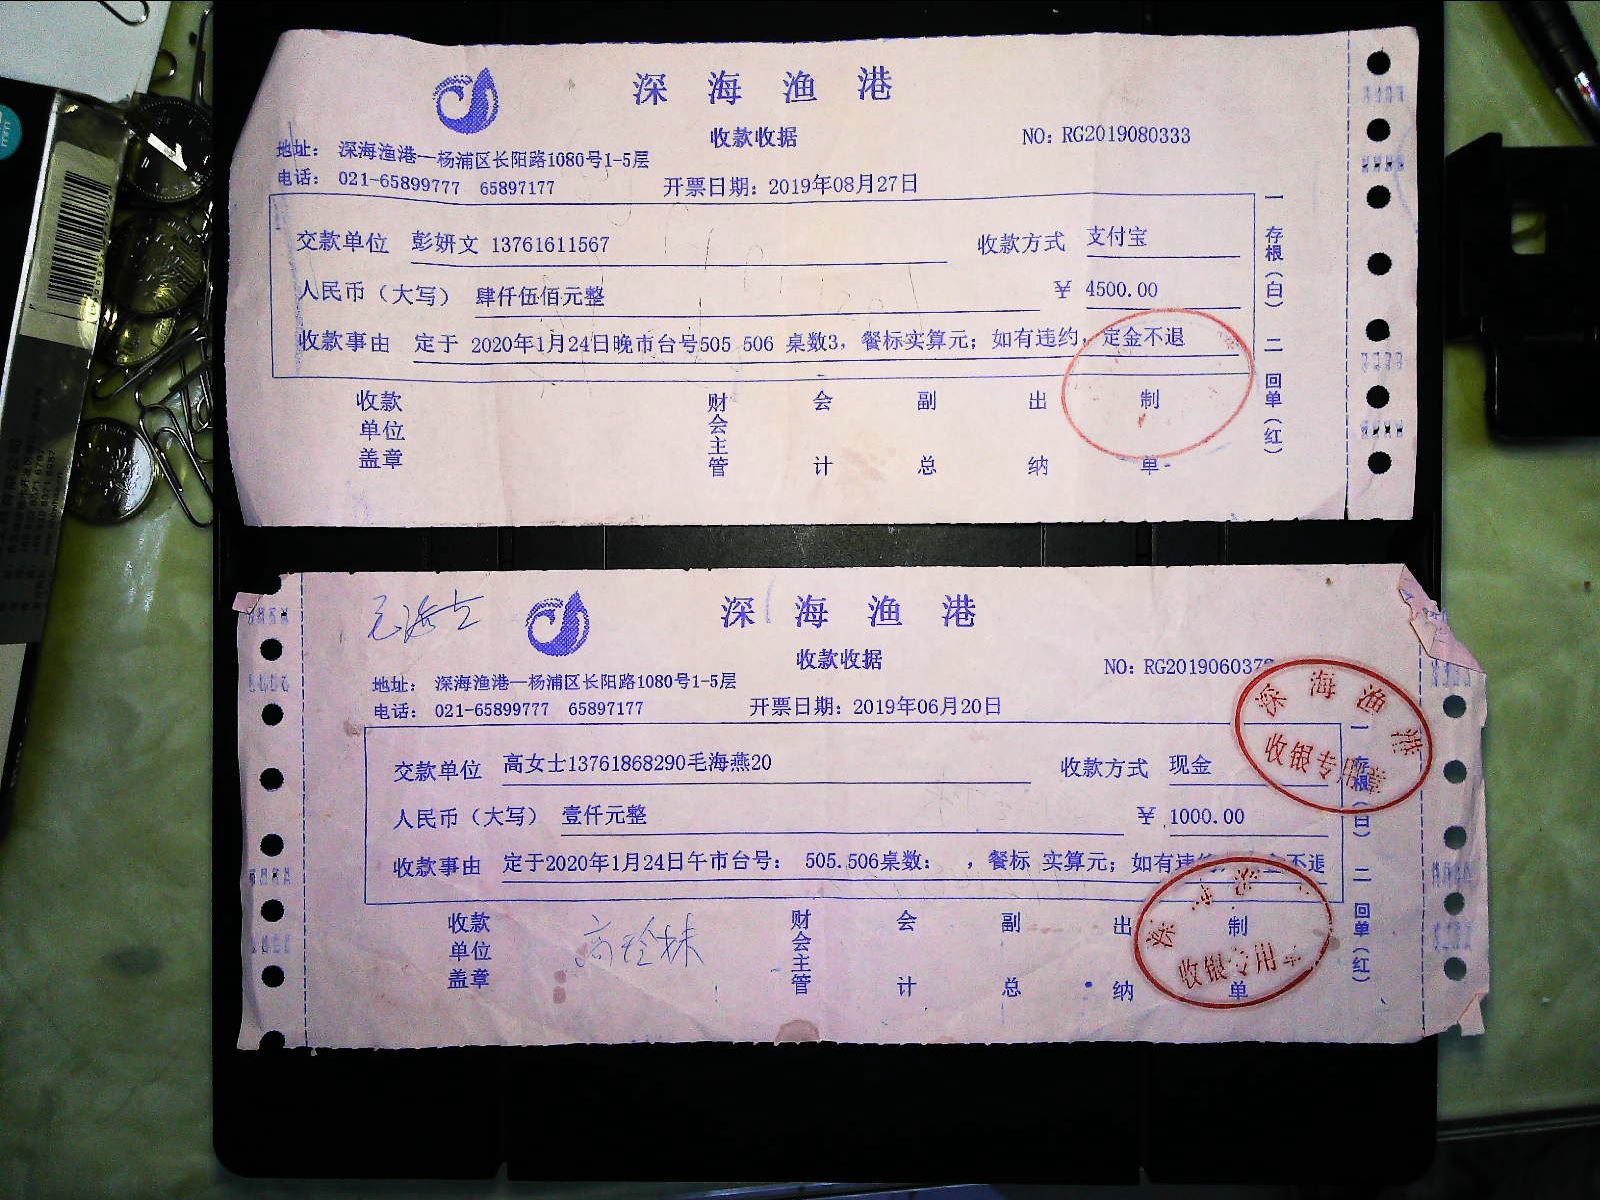 深海渔港
收款收据
NO: RG2019080333
地址： 深海渔港—杨浦区长阳路1080号1-5层
电话： 021-65899777 65897177
开票日期： 2019年08月27日
交款单位 彭妍文 13761611567 收款方式 支付宝
人民币（大写） 肆仟伍佰元整 ￥ 4500.00
收款事由 定于 2020年1月24日晚市台号505 506 桌数3，餐标实算元；如有违约，定金不退
收款单位盖章 财会主管 会计 副总 出纳 制单
一存根（白） 二回单（红）
毛海
深海渔港
收款收据
NO: RG201906037
地址： 深海渔港—杨浦区长阳路1080号1-5层
电话： 021-65899777 65897177
开票日期： 2019年06月20日
深海渔港
收银专用章
交款单位 高女士13761868290毛海燕20 收款方式 现金
人民币（大写） 壹仟元整 ￥ 1000.00
收款事由 定于2020年1月24日午市台号： 505.506桌数： ，餐标 实算元；如有违 不退
收款单位盖章 财会主管 会计 副总 出纳 制单
一存根（白） 二回单（红）
收银专用